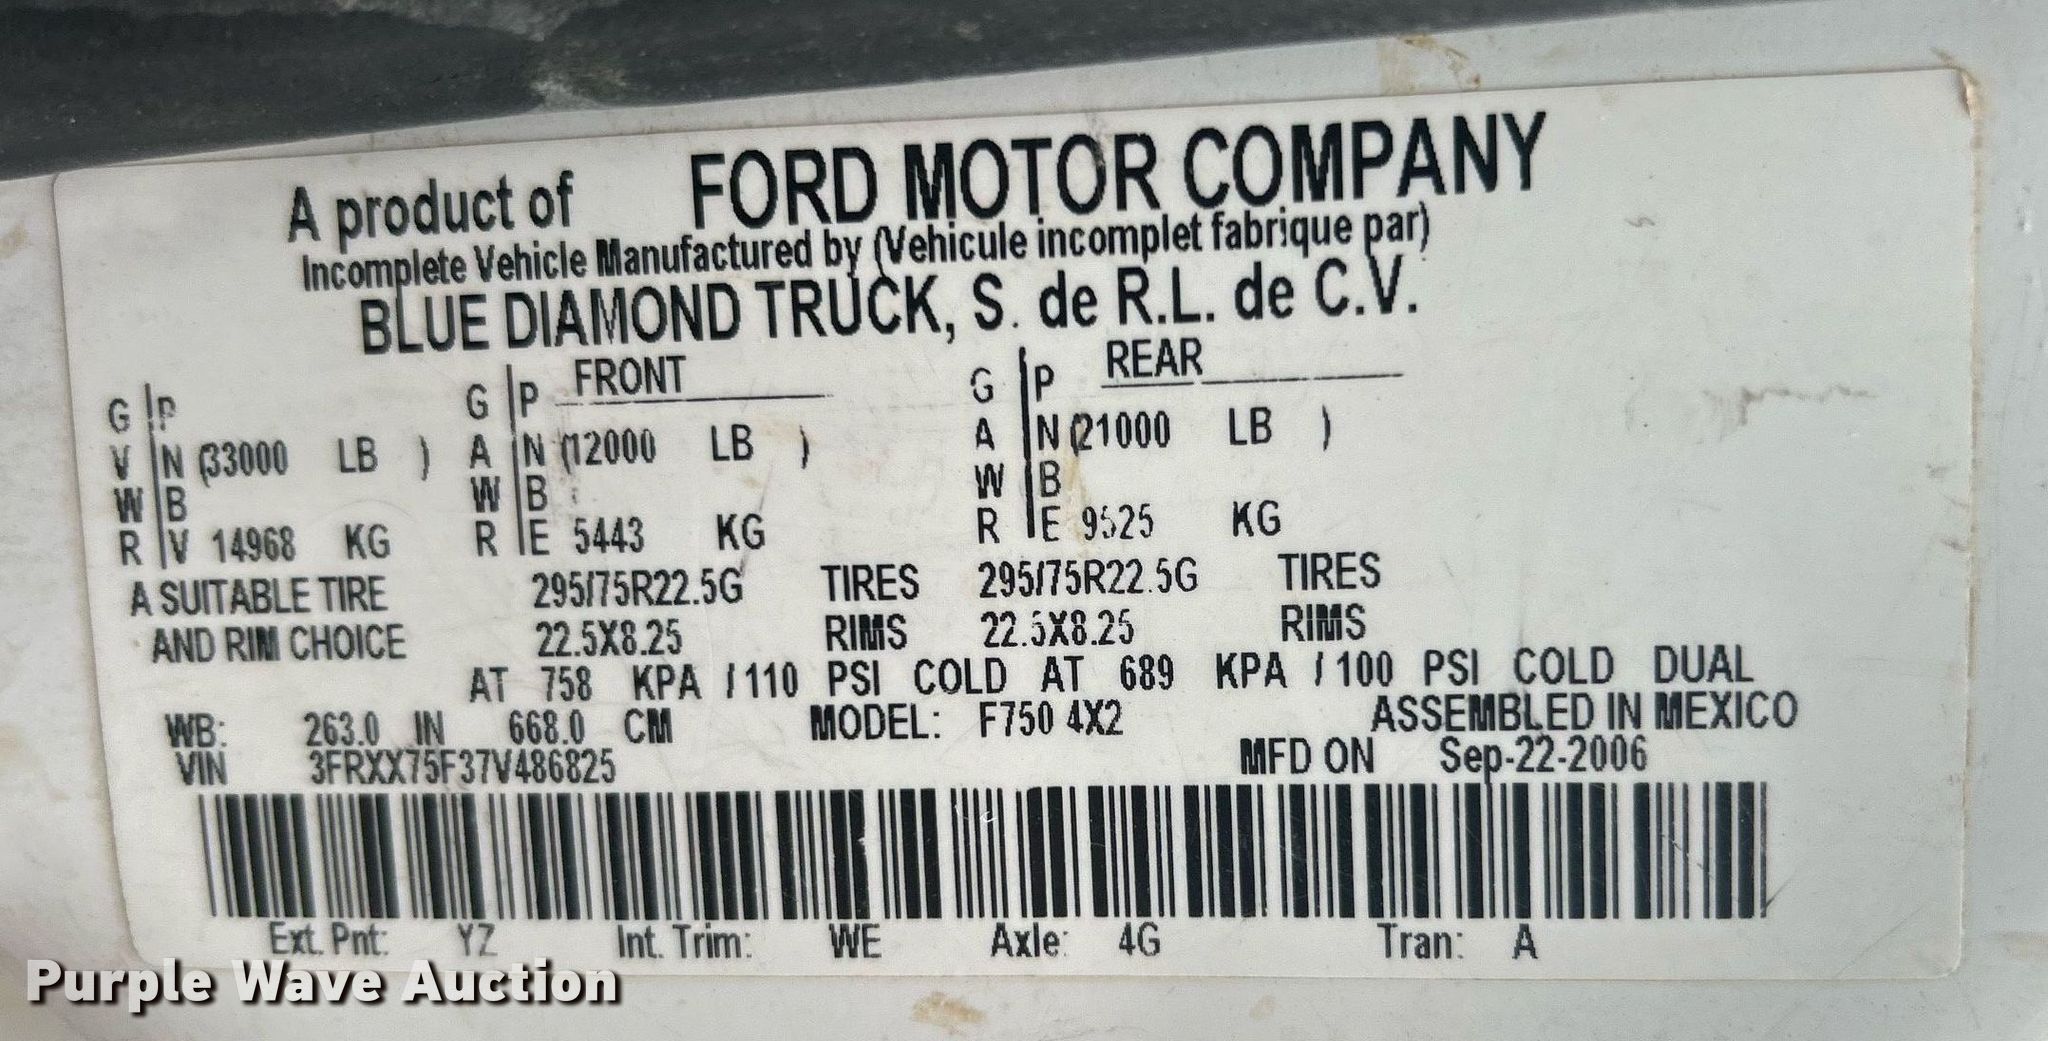 A product of FORD MOTOR COMPANY
Incomplete Vehicle Manufactured by (Vehicule incomplet fabrique par)
BLUE DIAMOND TRUCK, S. de R.L. de C.V.
G P G P FRONT G P REAR
V N (33000 LB ) A N (12000 LB ) A N (21000 LB )
W B W B W B
R V 14968 KG R E 5443 KG R E 9525 KG
A SUITABLE TIRE 295/75R22.5G TIRES 295/75R22.5G TIRES
AND RIM CHOICE 22.5X8.25 RIMS 22.5X8.25 RIMS
AT 758 KPA / 110 PSI COLD AT 689 KPA / 100 PSI COLD DUAL
WB: 263.0 IN 668.0 CM MODEL: F750 4X2 ASSEMBLED IN MEXICO
VIN 3FRXX75F37V486825 MFD ON Sep-22-2006
Ext. Pnt: YZ Int. Trim: WE Axle: 4G Tran: A
Purple Wave Auction